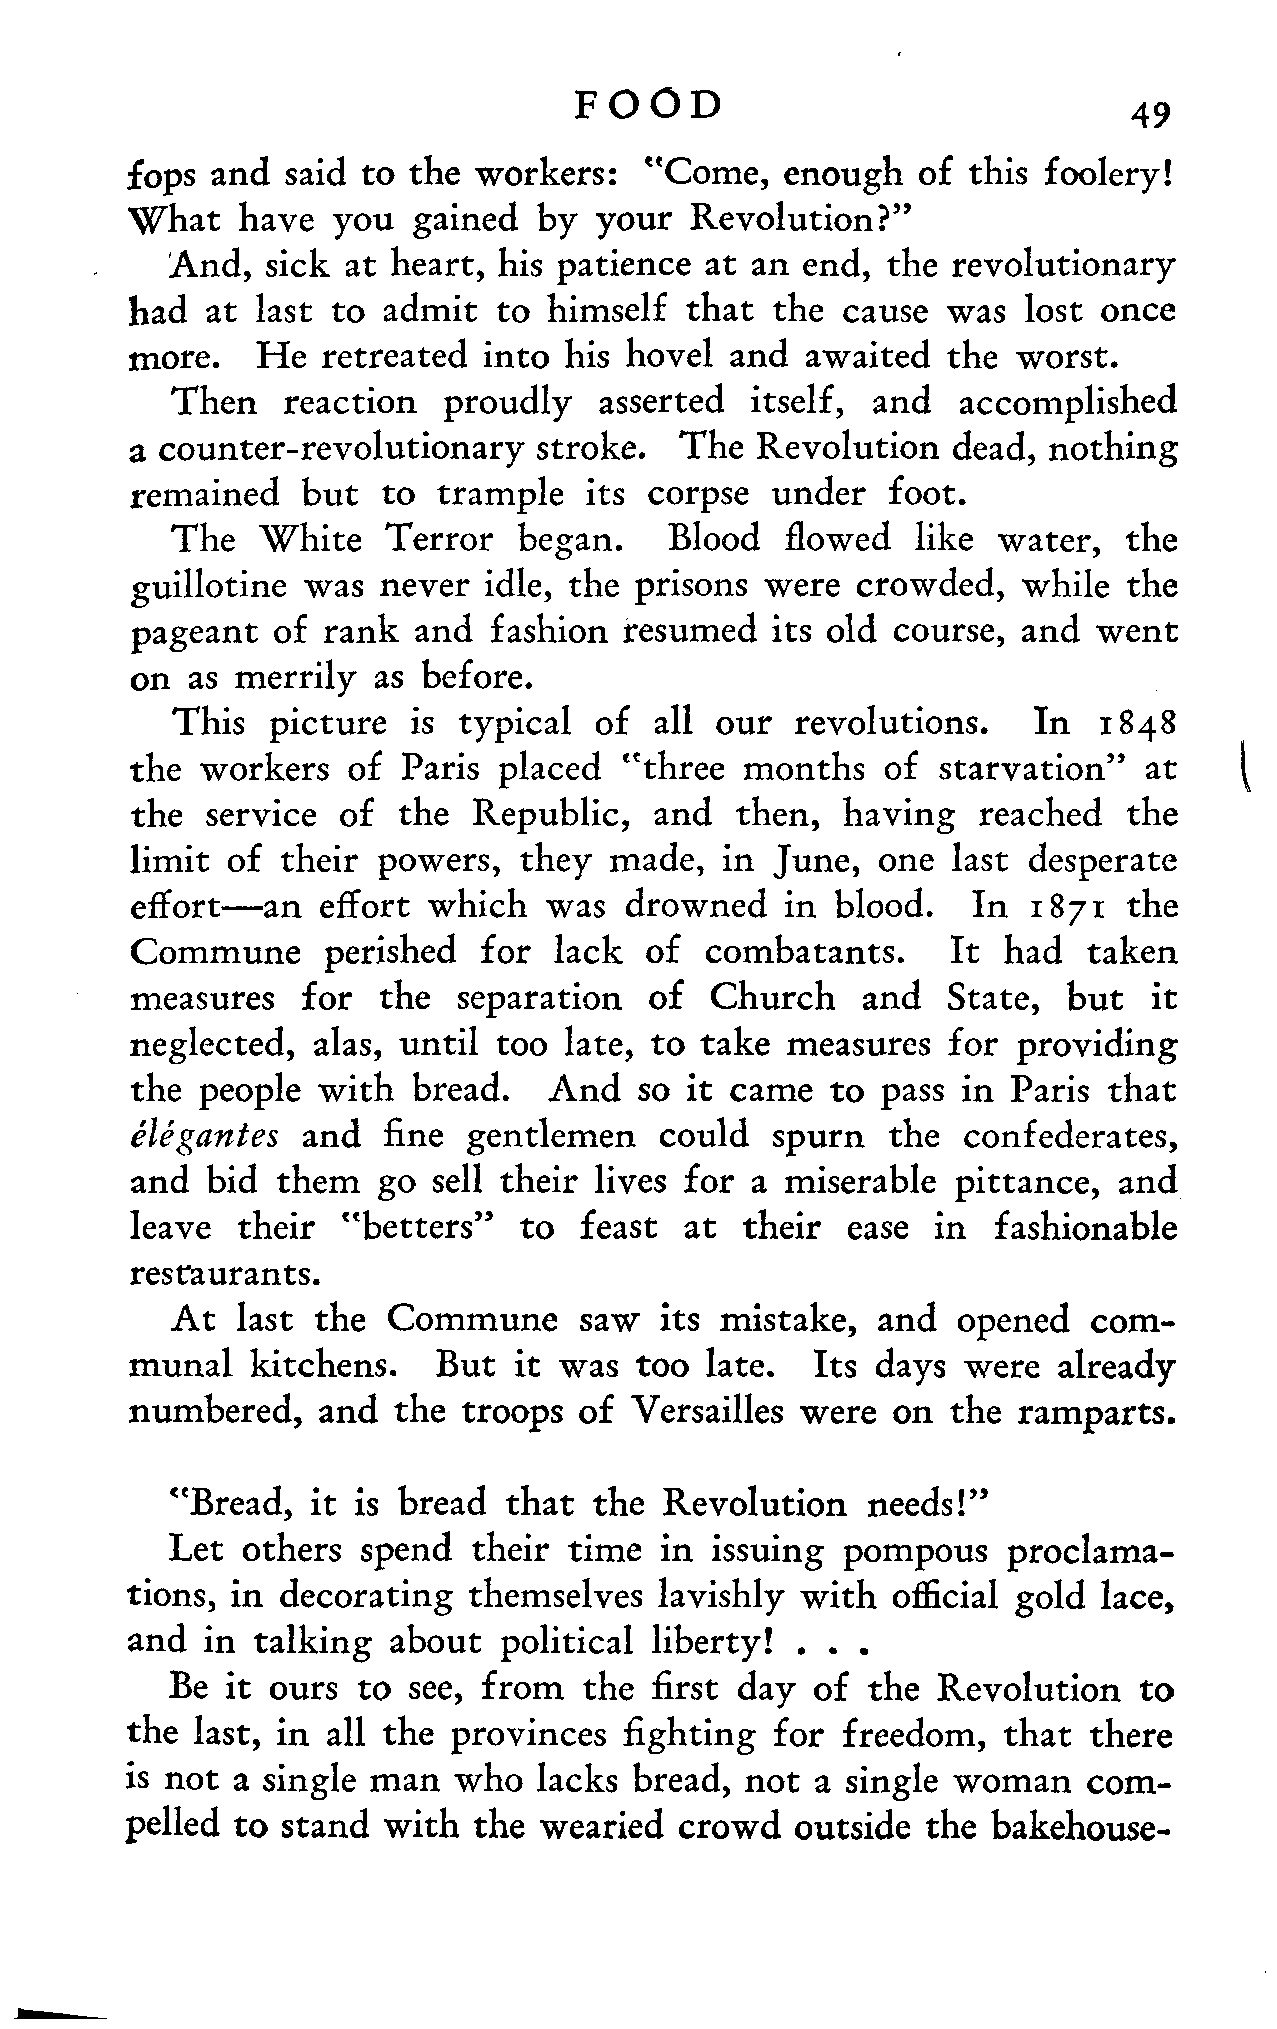 FOOD 49
fops and said to the workers: "Come, enough of this foolery!
What have you gained by your Revolution?"
And, sick at heart, his patience at an end, the revolutionary
had at last to admit to himself that the cause was lost once
more. He retreated into his hovel and awaited the worst.
Then reaction proudly asserted itself, and accomplished
a counter-revolutionary stroke. The Revolution dead, nothing
remained but to trample its corpse under foot.
The White Terror began. Blood flowed like water, the
guillotine was never idle, the prisons were crowded, while the
pageant of rank and fashion resumed its old course, and went
on as merrily as before.
This picture is typical of all our revolutions. In 1848
the workers of Paris placed "three months of starvation" at
the service of the Republic, and then, having reached the
limit of their powers, they made, in June, one last desperate
effort—an effort which was drowned in blood. In 1871 the
Commune perished for lack of combatants. It had taken
measures for the separation of Church and State, but it
neglected, alas, until too late, to take measures for providing
the people with bread. And so it came to pass in Paris that
élégantes and fine gentlemen could spurn the confederates,
and bid them go sell their lives for a miserable pittance, and
leave their "betters" to feast at their ease in fashionable
restaurants.
At last the Commune saw its mistake, and opened com-
munal kitchens. But it was too late. Its days were already
numbered, and the troops of Versailles were on the ramparts.
"Bread, it is bread that the Revolution needs!"
Let others spend their time in issuing pompous proclama-
tions, in decorating themselves lavishly with official gold lace,
and in talking about political liberty! . . .
Be it ours to see, from the first day of the Revolution to
the last, in all the provinces fighting for freedom, that there
is not a single man who lacks bread, not a single woman com-
pelled to stand with the wearied crowd outside the bakehouse-